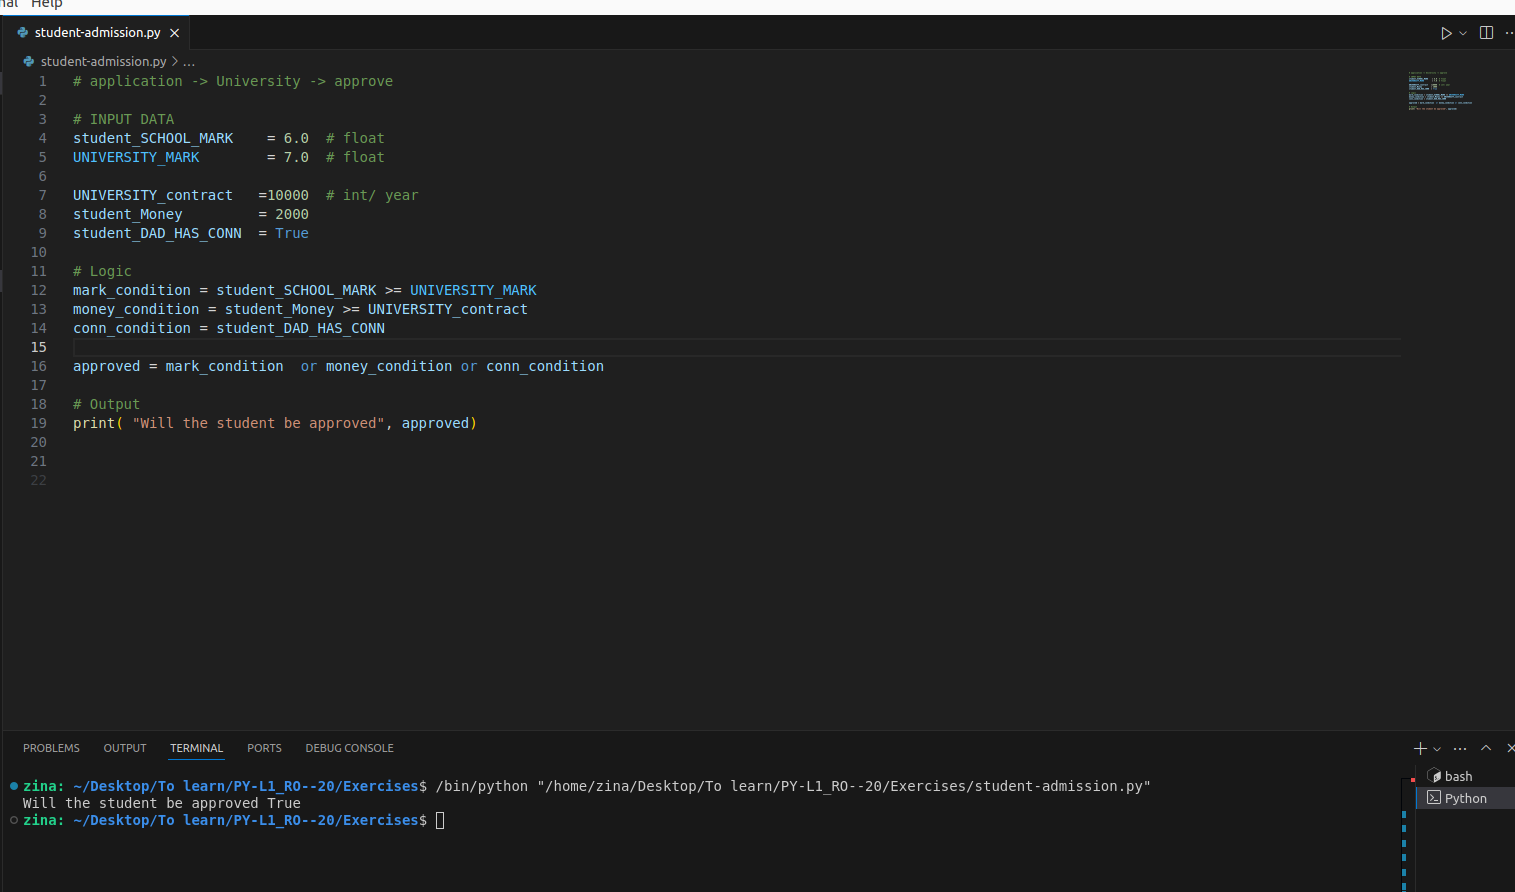 Help
student-admission.py
student-admission.py > ...
1 # application -> University -> approve
2
3 # INPUT DATA
4 student_SCHOOL_MARK    = 6.0  # float
5 UNIVERSITY_MARK        = 7.0  # float
6
7 UNIVERSITY_contract   =10000  # int/ year
8 student_Money         = 2000
9 student_DAD_HAS_CONN  = True
10
11 # Logic
12 mark_condition = student_SCHOOL_MARK >= UNIVERSITY_MARK
13 money_condition = student_Money >= UNIVERSITY_contract
14 conn_condition = student_DAD_HAS_CONN
15
16 approved = mark_condition  or money_condition or conn_condition
17
18 # Output
19 print( "Will the student be approved", approved)
20
21
22
PROBLEMS OUTPUT TERMINAL PORTS DEBUG CONSOLE
zina: ~/Desktop/To learn/PY-L1_RO--20/Exercises$ /bin/python "/home/zina/Desktop/To learn/PY-L1_RO--20/Exercises/student-admission.py"
Will the student be approved True
zina: ~/Desktop/To learn/PY-L1_RO--20/Exercises$
bash
Python